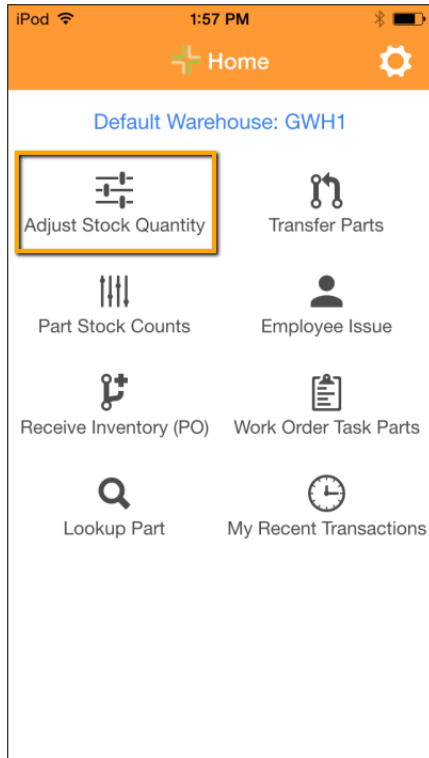 iPod 1:57 PM
Home
Default Warehouse: GWH1
Adjust Stock Quantity Transfer Parts
Part Stock Counts Employee Issue
Receive Inventory (PO) Work Order Task Parts
Lookup Part My Recent Transactions